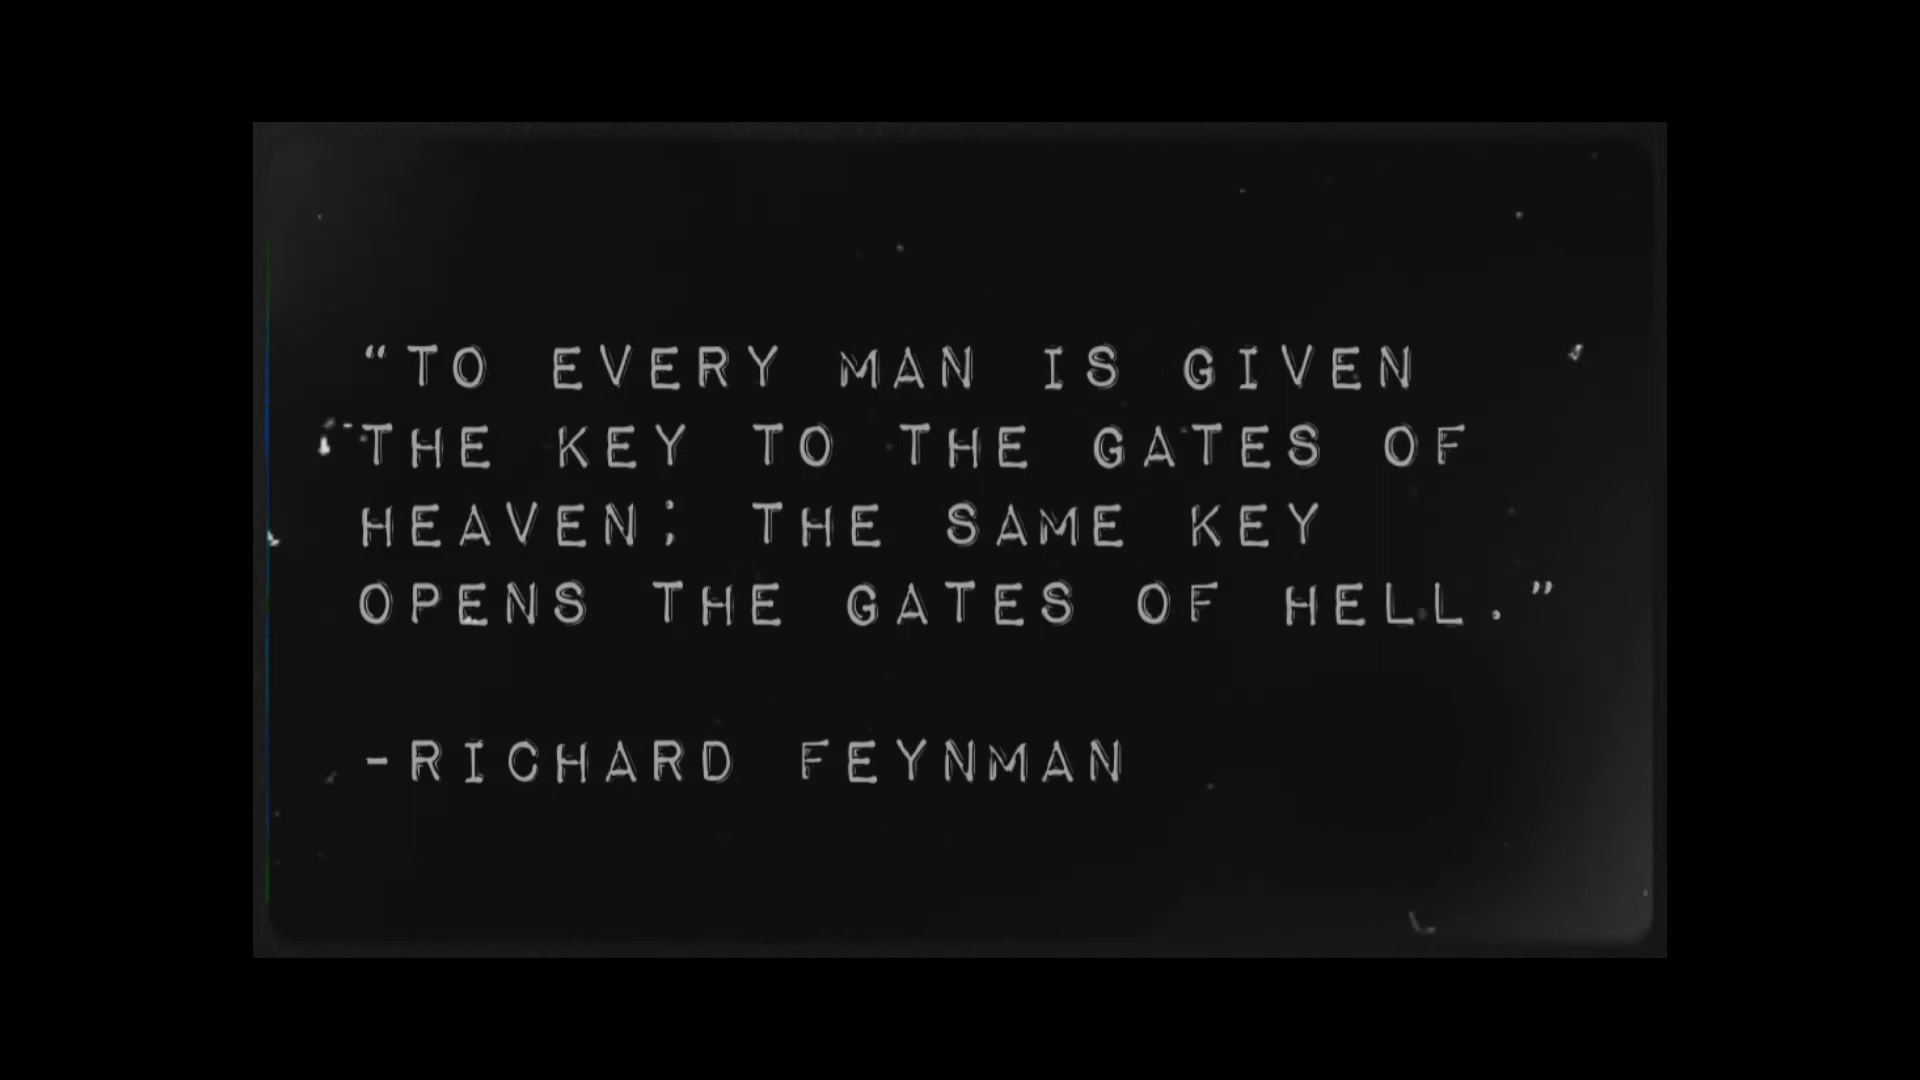 “TO EVERY MAN IS GIVEN
THE KEY TO THE GATES OF
HEAVEN; THE SAME KEY
OPENS THE GATES OF HELL.”
-RICHARD FEYNMAN